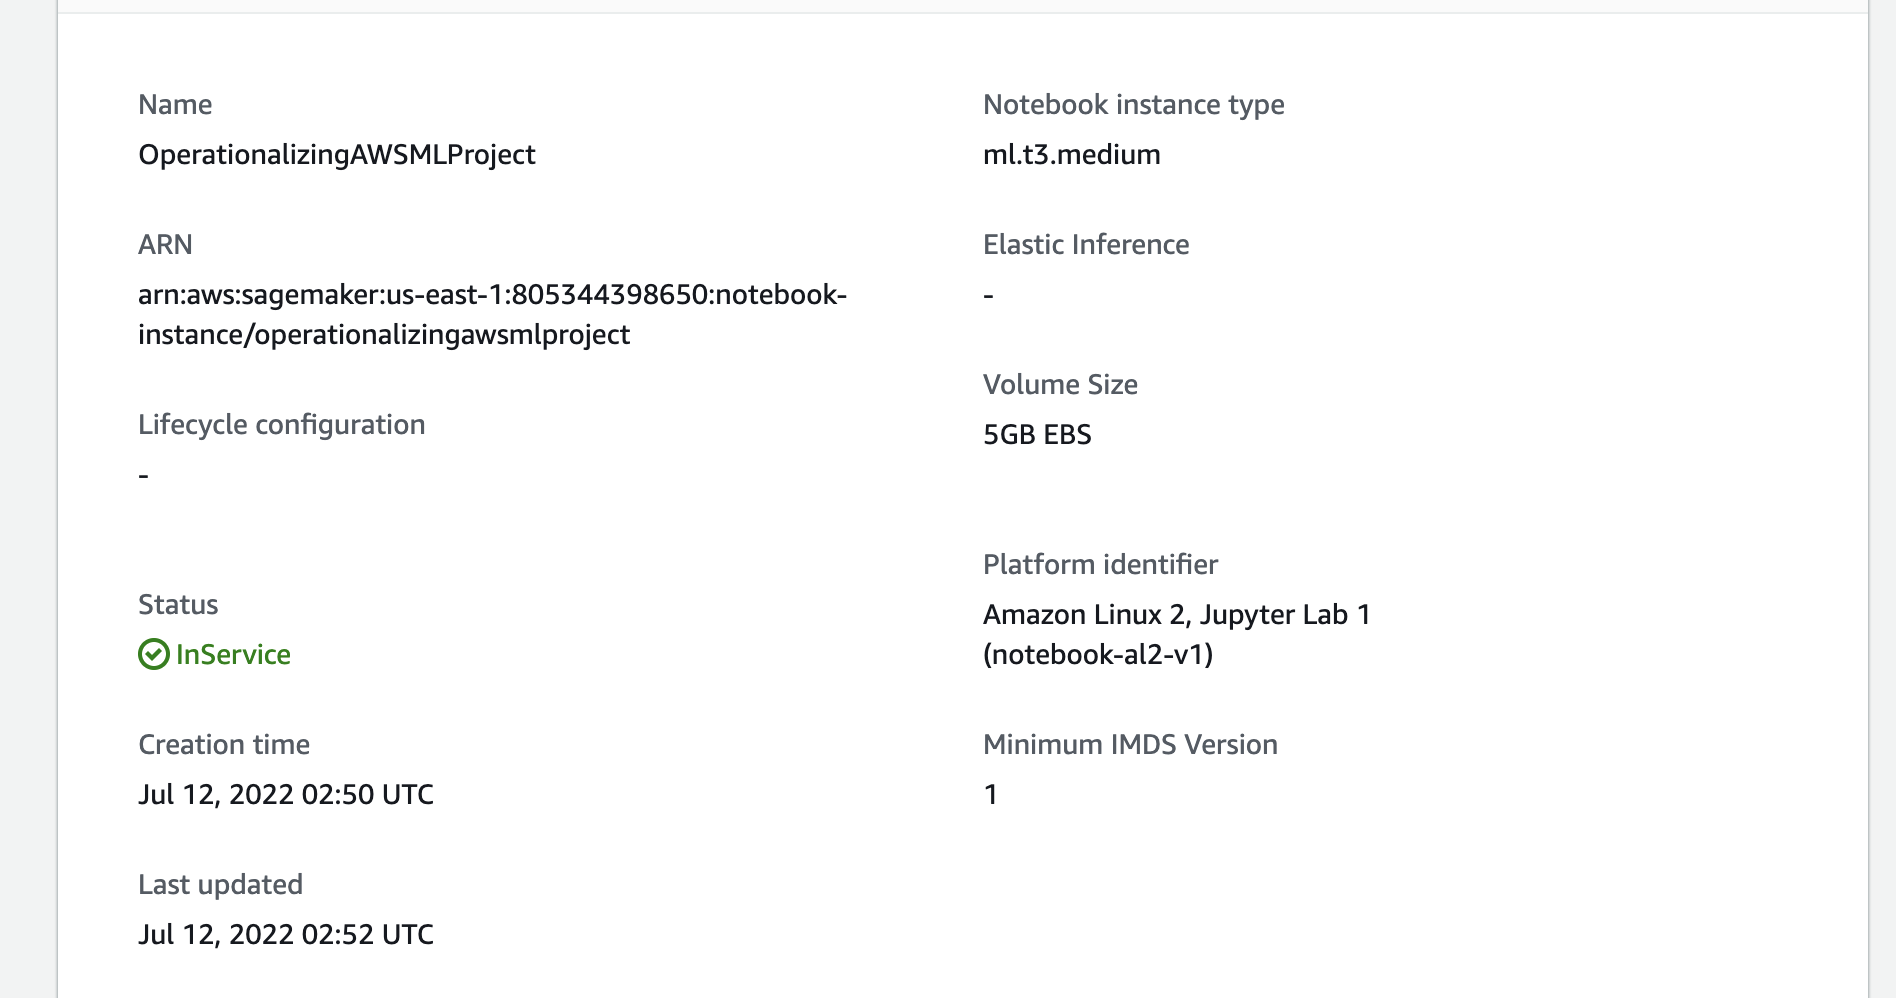 Name
OperationalizingAWSMLProject
ARN
arn:aws:sagemaker:us-east-1:805344398650:notebook-
instance/operationalizingawsmlproject
Lifecycle configuration
-
Status
InService
Creation time
Jul 12, 2022 02:50 UTC
Last updated
Jul 12, 2022 02:52 UTC
Notebook instance type
ml.t3.medium
Elastic Inference
-
Volume Size
5GB EBS
Platform identifier
Amazon Linux 2, Jupyter Lab 1
(notebook-al2-v1)
Minimum IMDS Version
1